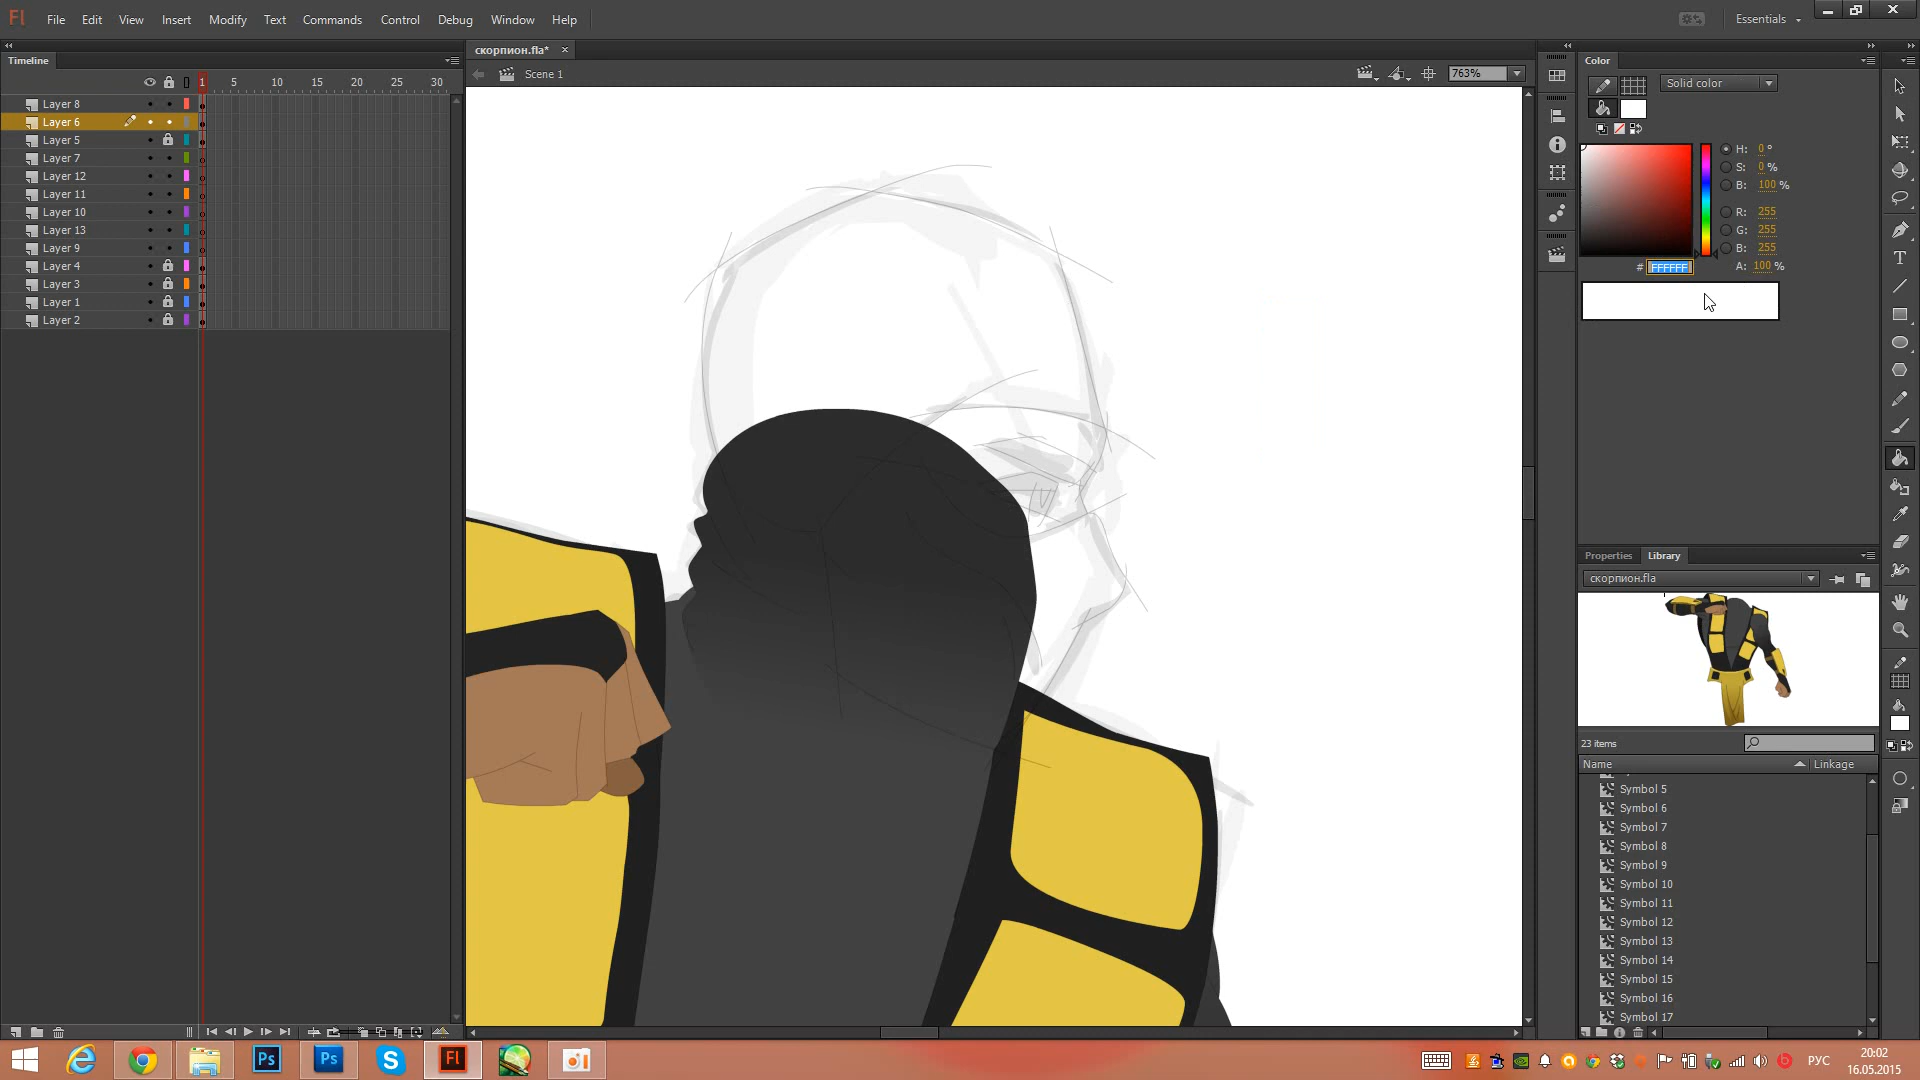 Fl File Edit View Insert Modify Text Commands Control Debug Window Help Essentials
Timeline
скорпион.fla*
Scene 1
763%
1 5 10 15 20 25 30
Layer 8
Layer 6
Layer 5
Layer 7
Layer 12
Layer 11
Layer 10
Layer 13
Layer 9
Layer 4
Layer 3
Layer 1
Layer 2
Color
Solid color
H: 0 °
S: 0 %
B: 100 %
R: 255
G: 255
B: 255
# FFFFFF
A: 100 %
Properties Library
скорпион.fla
23 items
Name Linkage
Symbol 5
Symbol 6
Symbol 7
Symbol 8
Symbol 9
Symbol 10
Symbol 11
Symbol 12
Symbol 13
Symbol 14
Symbol 15
Symbol 16
Symbol 17
Ps Ps Fl
РУС
20:02
16.05.2015